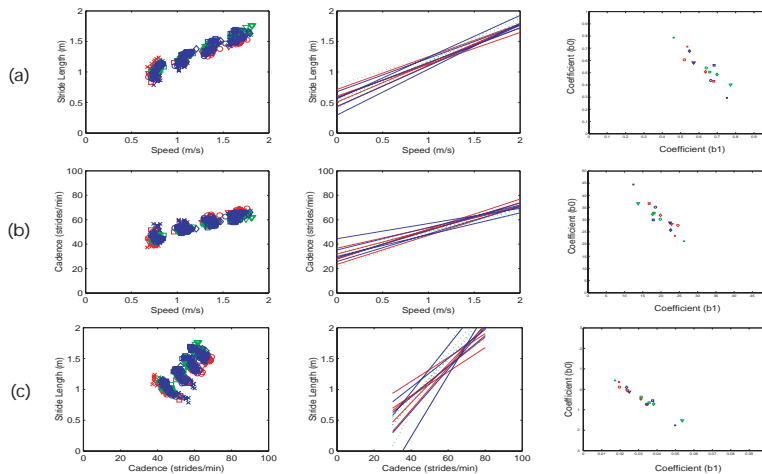 (a)
Stride Length (m)
2
1.5
1
0.5
0
0 0.5 1 1.5 2
Speed (m/s)
Stride Length (m)
2
1.5
1
0.5
0
0 0.5 1 1.5 2
Speed (m/s)
Coefficient (b0)
Coefficient (b1)
(b)
Cadence (strides/min)
100
80
60
40
20
0
0 0.5 1 1.5 2
Speed (m/s)
Cadence (strides/min)
100
80
60
40
20
0
0 0.5 1 1.5 2
Speed (m/s)
Coefficient (b0)
Coefficient (b1)
(c)
Stride Length (m)
2
1.5
1
0.5
0
0 20 40 60 80 100
Cadence (strides/min)
Stride Length (m)
2
1.5
1
0.5
0
0 20 40 60 80 100
Cadence (strides/min)
Coefficient (b0)
Coefficient (b1)